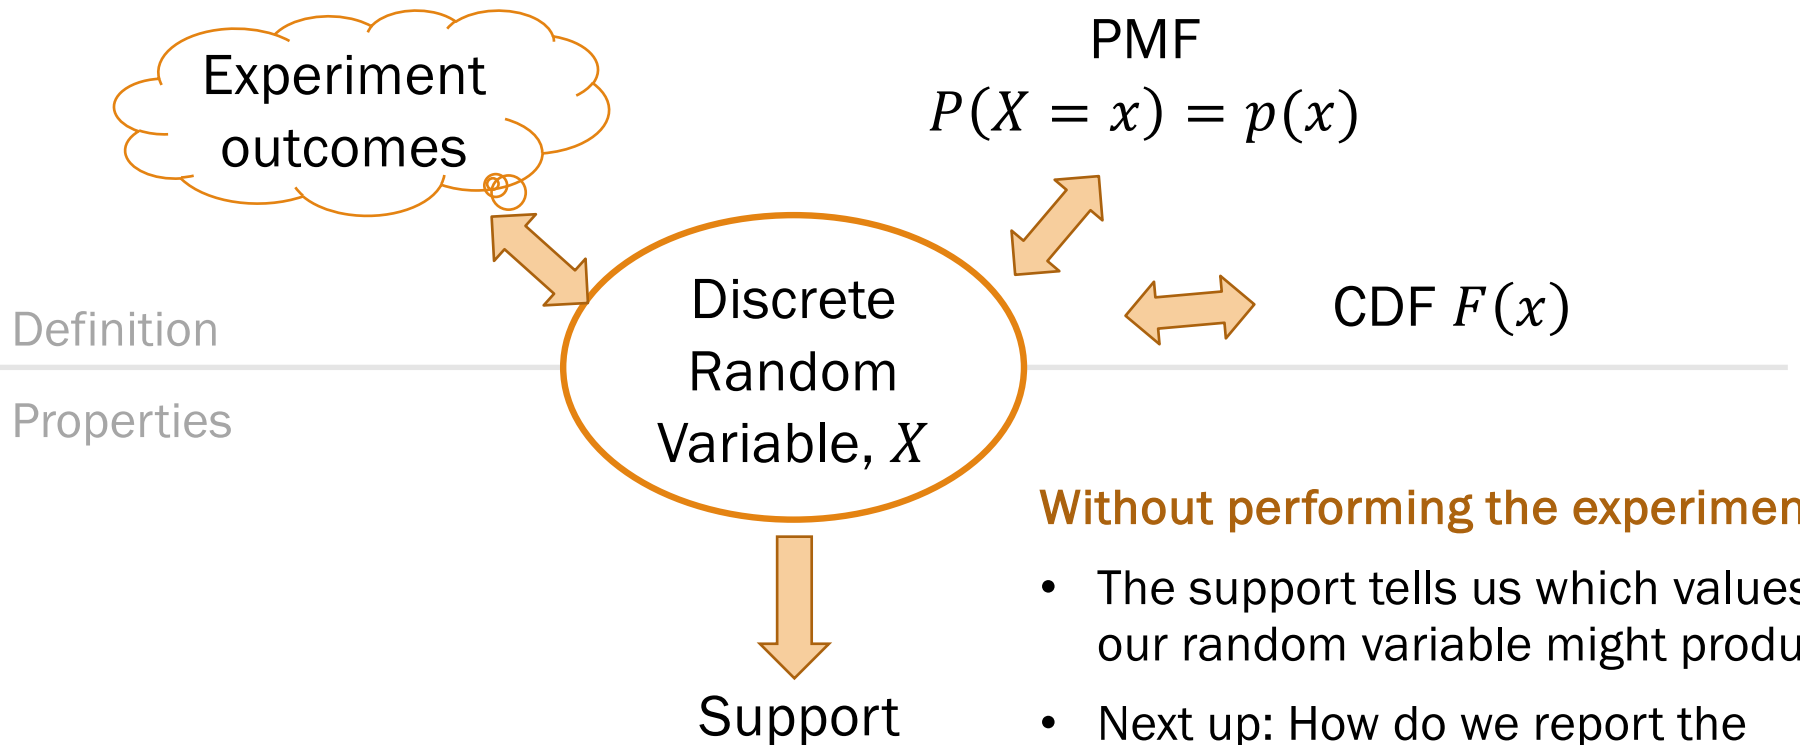 Experiment
outcomes
PMF
P(X = x) = p(x)
Definition
Discrete
Random
Variable, X
CDF F(x)
Properties
Without performing the experimen
• The support tells us which values
our random variable might produ
• Next up: How do we report the
Support